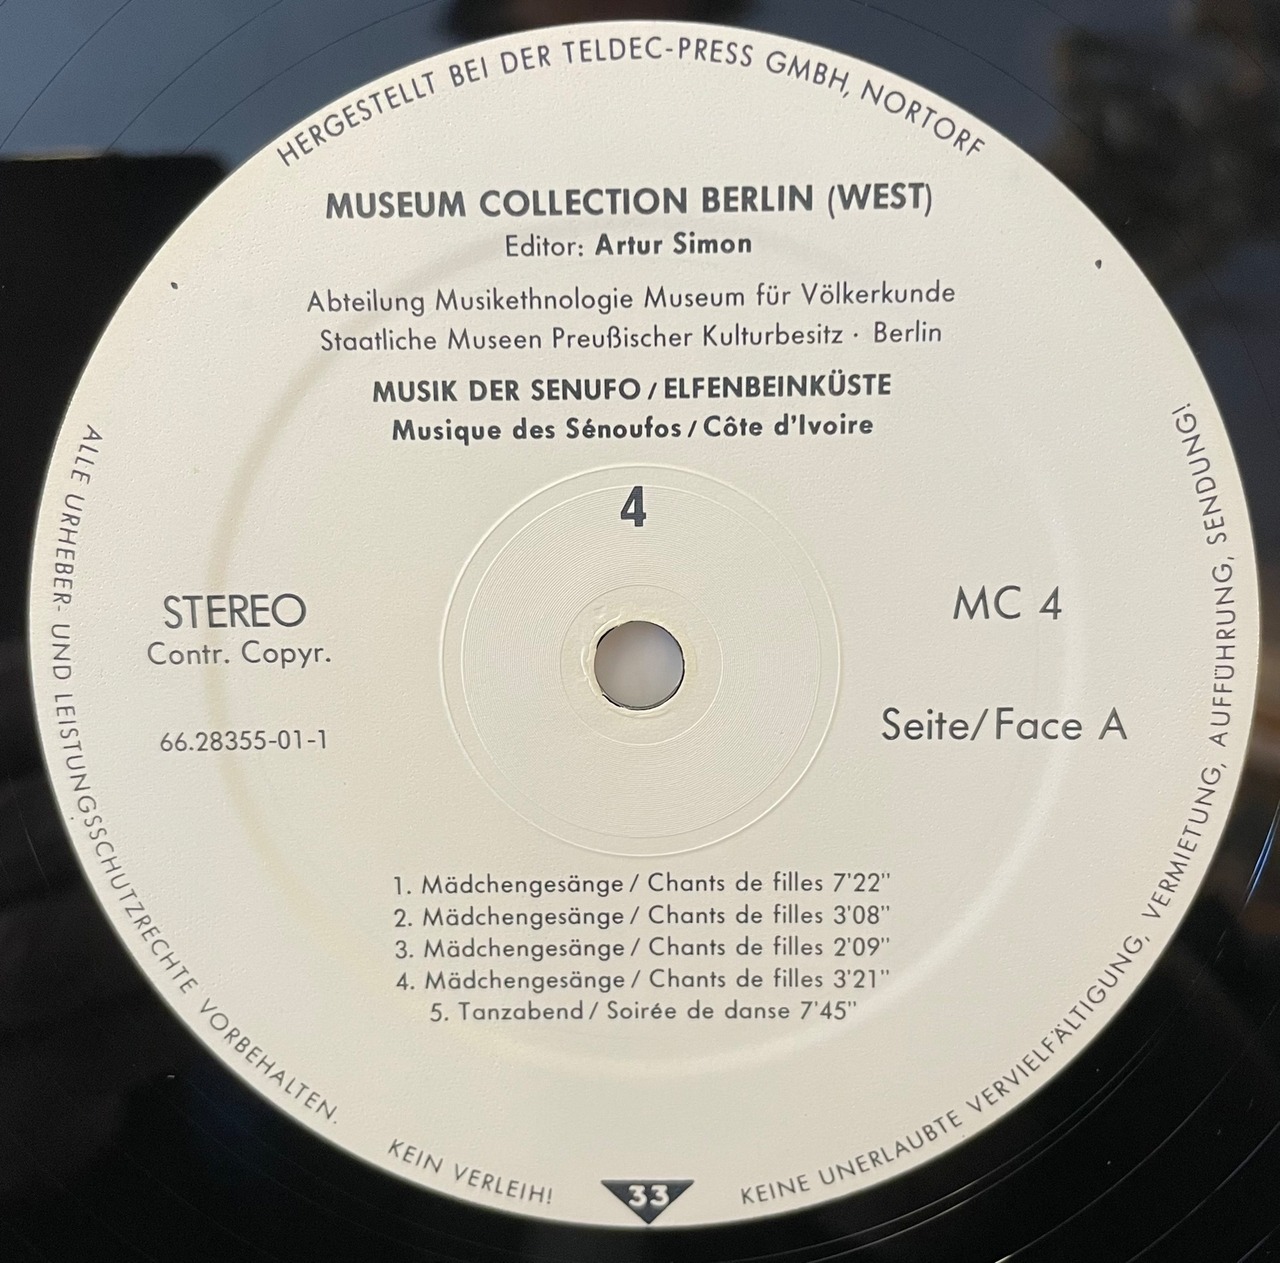 HERGESTELLT BEI DER TELDEC-PRESS GMBH, NORTORF
MUSEUM COLLECTION BERLIN (WEST)
Editor: Artur Simon
Abteilung Musikethnologie Museum für Völkerkunde
Staatliche Museen Preußischer Kulturbesitz · Berlin
MUSIK DER SENUFO / ELFENBEINKÜSTE
Musique des Sénoufos / Côte d'Ivoire
4
STEREO
Contr. Copyr.
66.28355-01-1
MC 4
Seite/Face A
1. Mädchengesänge / Chants de filles 7'22"
2. Mädchengesänge / Chants de filles 3'08"
3. Mädchengesänge / Chants de filles 2'09"
4. Mädchengesänge / Chants de filles 3'21"
5. Tanzabend / Soirée de danse 7'45"
ALLE URHEBER- UND LEISTUNGSSCHUTZRECHTE VORBEHALTEN.
KEIN VERLEIH!
33
KEINE UNERLAUBTE VERVIELFÄLTIGUNG, VERMIETUNG, AUFFÜHRUNG, SENDUNG!